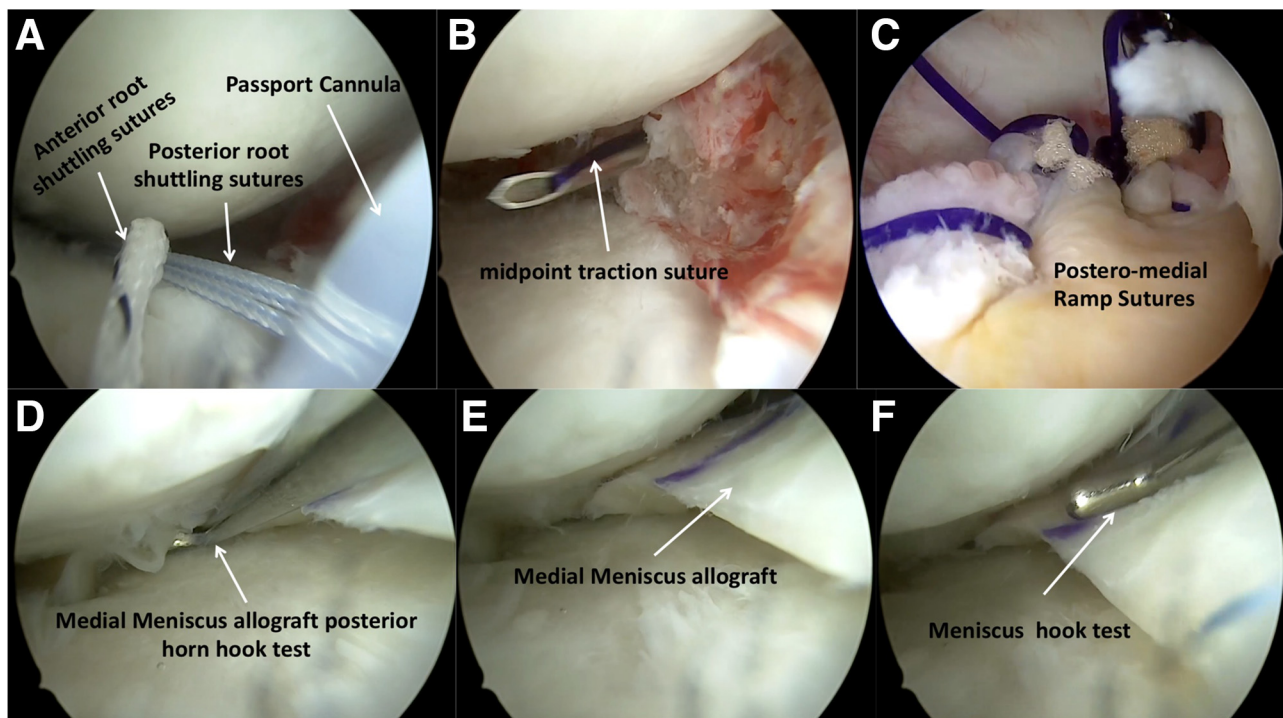 A
Anterior root
shuttling sutures
Posterior root
shuttling sutures
Passport Cannula
B
midpoint traction suture
C
Postero-medial
Ramp Sutures
D
Medial Meniscus allograft posterior
horn hook test
E
Medial Meniscus allograft
F
Meniscus hook test